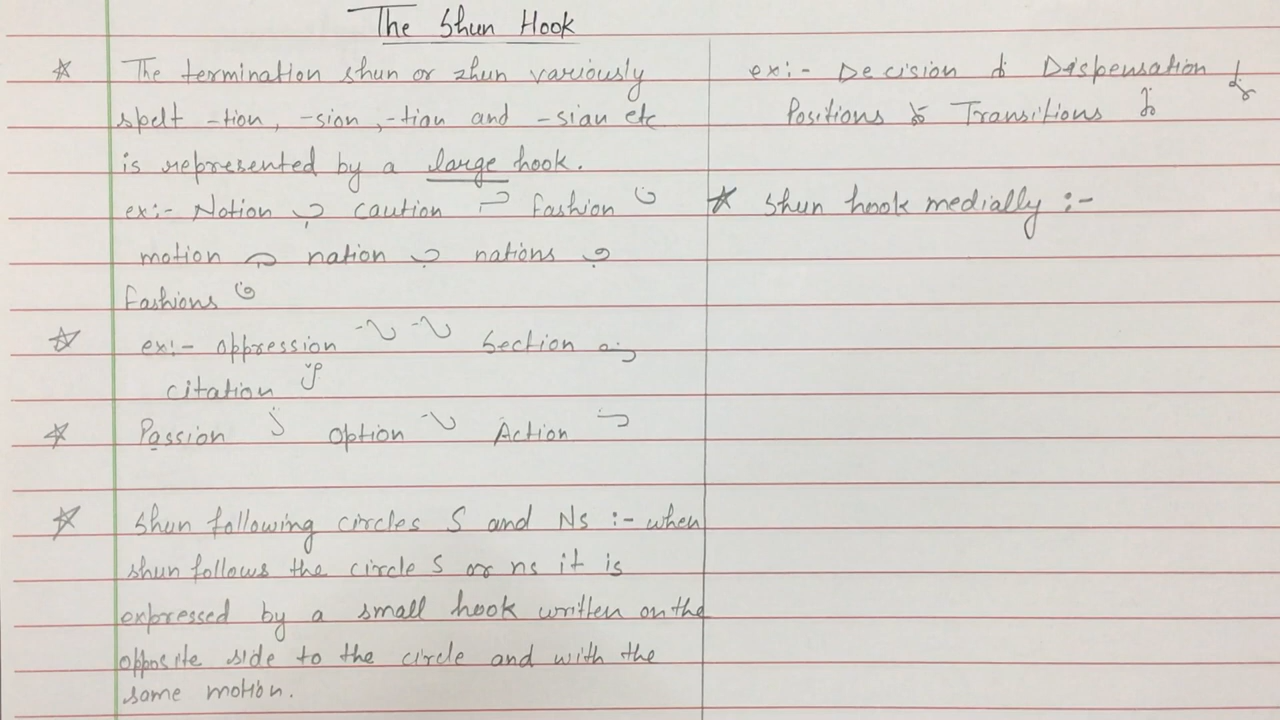 The Shun Hook
The termination shun or zhun variously
spelt -tion, -sion, -tian and -sian etc
is represented by a large hook.
ex:- Notion caution fashion
motion nation nations
fashions
ex:- oppression Section
citation
Passion option Action
Shun following circles S and Ns :- when
shun follows the circle S or ns it is
expressed by a small hook written on the
opposite side to the circle and with the
same motion.
ex:- Decision Dispensation
Positions Transitions
Shun hook medially :-